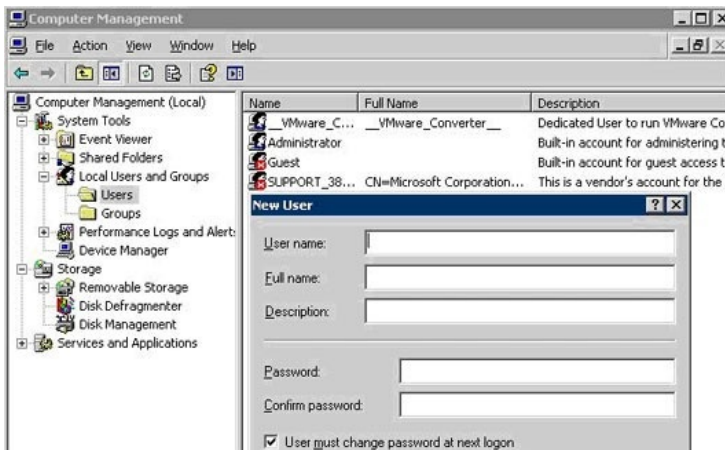 Computer Management
File Action View Window Help
Computer Management (Local)
System Tools
Event Viewer
Shared Folders
Local Users and Groups
Users
Groups
Performance Logs and Alert
Device Manager
Storage
Removable Storage
Disk Defragmenter
Disk Management
Services and Applications
Name Full Name Description
__VMware_C... __VMware_Converter__ Dedicated User to run VMware Co
Administrator Built-in account for administering t
Guest Built-in account for guest access t
SUPPORT_38... CN=Microsoft Corporation... This is a vendor's account for the
New User
User name:
Full name:
Description:
Password:
Confirm password:
User must change password at next logon